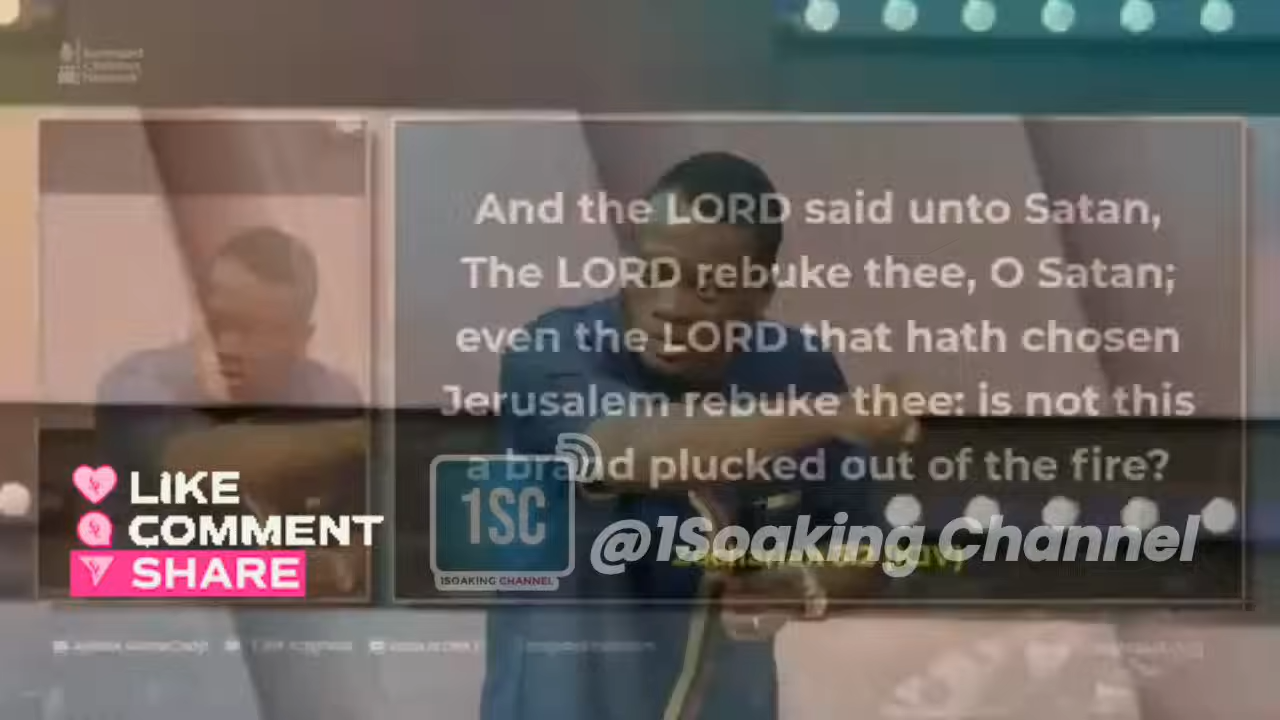 And the LORD said unto Satan,
The LORD rebuke thee, O Satan;
even the LORD that hath chosen
Jerusalem rebuke thee: is not this
a brand plucked out of the fire?
LIKE
COMMENT
SHARE
1SC
1SOAKING CHANNEL
@1Soaking Channel